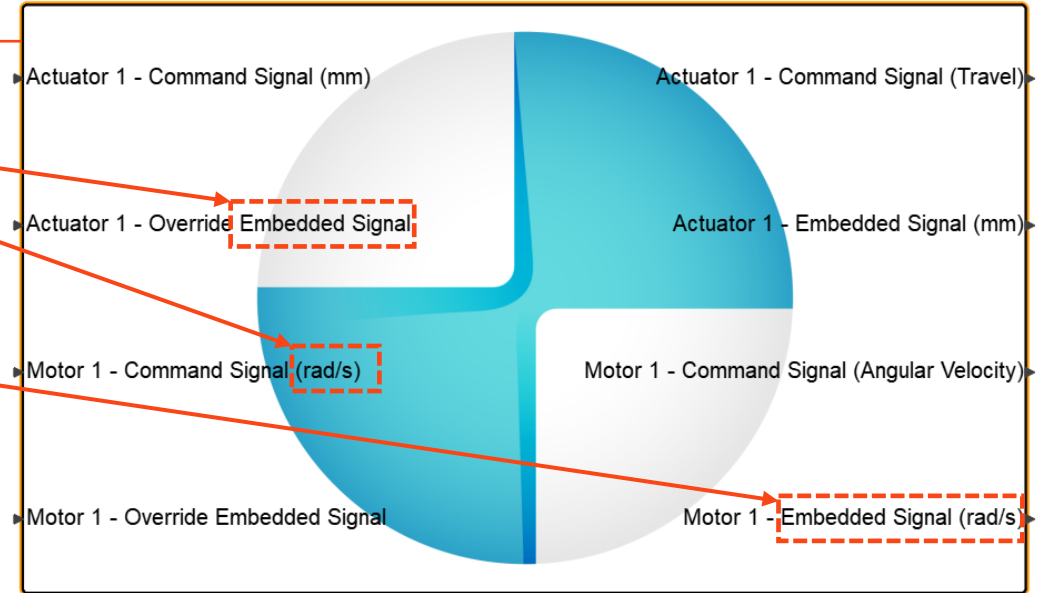 Actuator 1 - Command Signal (mm)
Actuator 1 - Command Signal (Travel)
Actuator 1 - Override Embedded Signal
Actuator 1 - Embedded Signal (mm)
Motor 1 - Command Signal (rad/s)
Motor 1 - Command Signal (Angular Velocity)
Motor 1 - Override Embedded Signal
Motor 1 - Embedded Signal (rad/s)